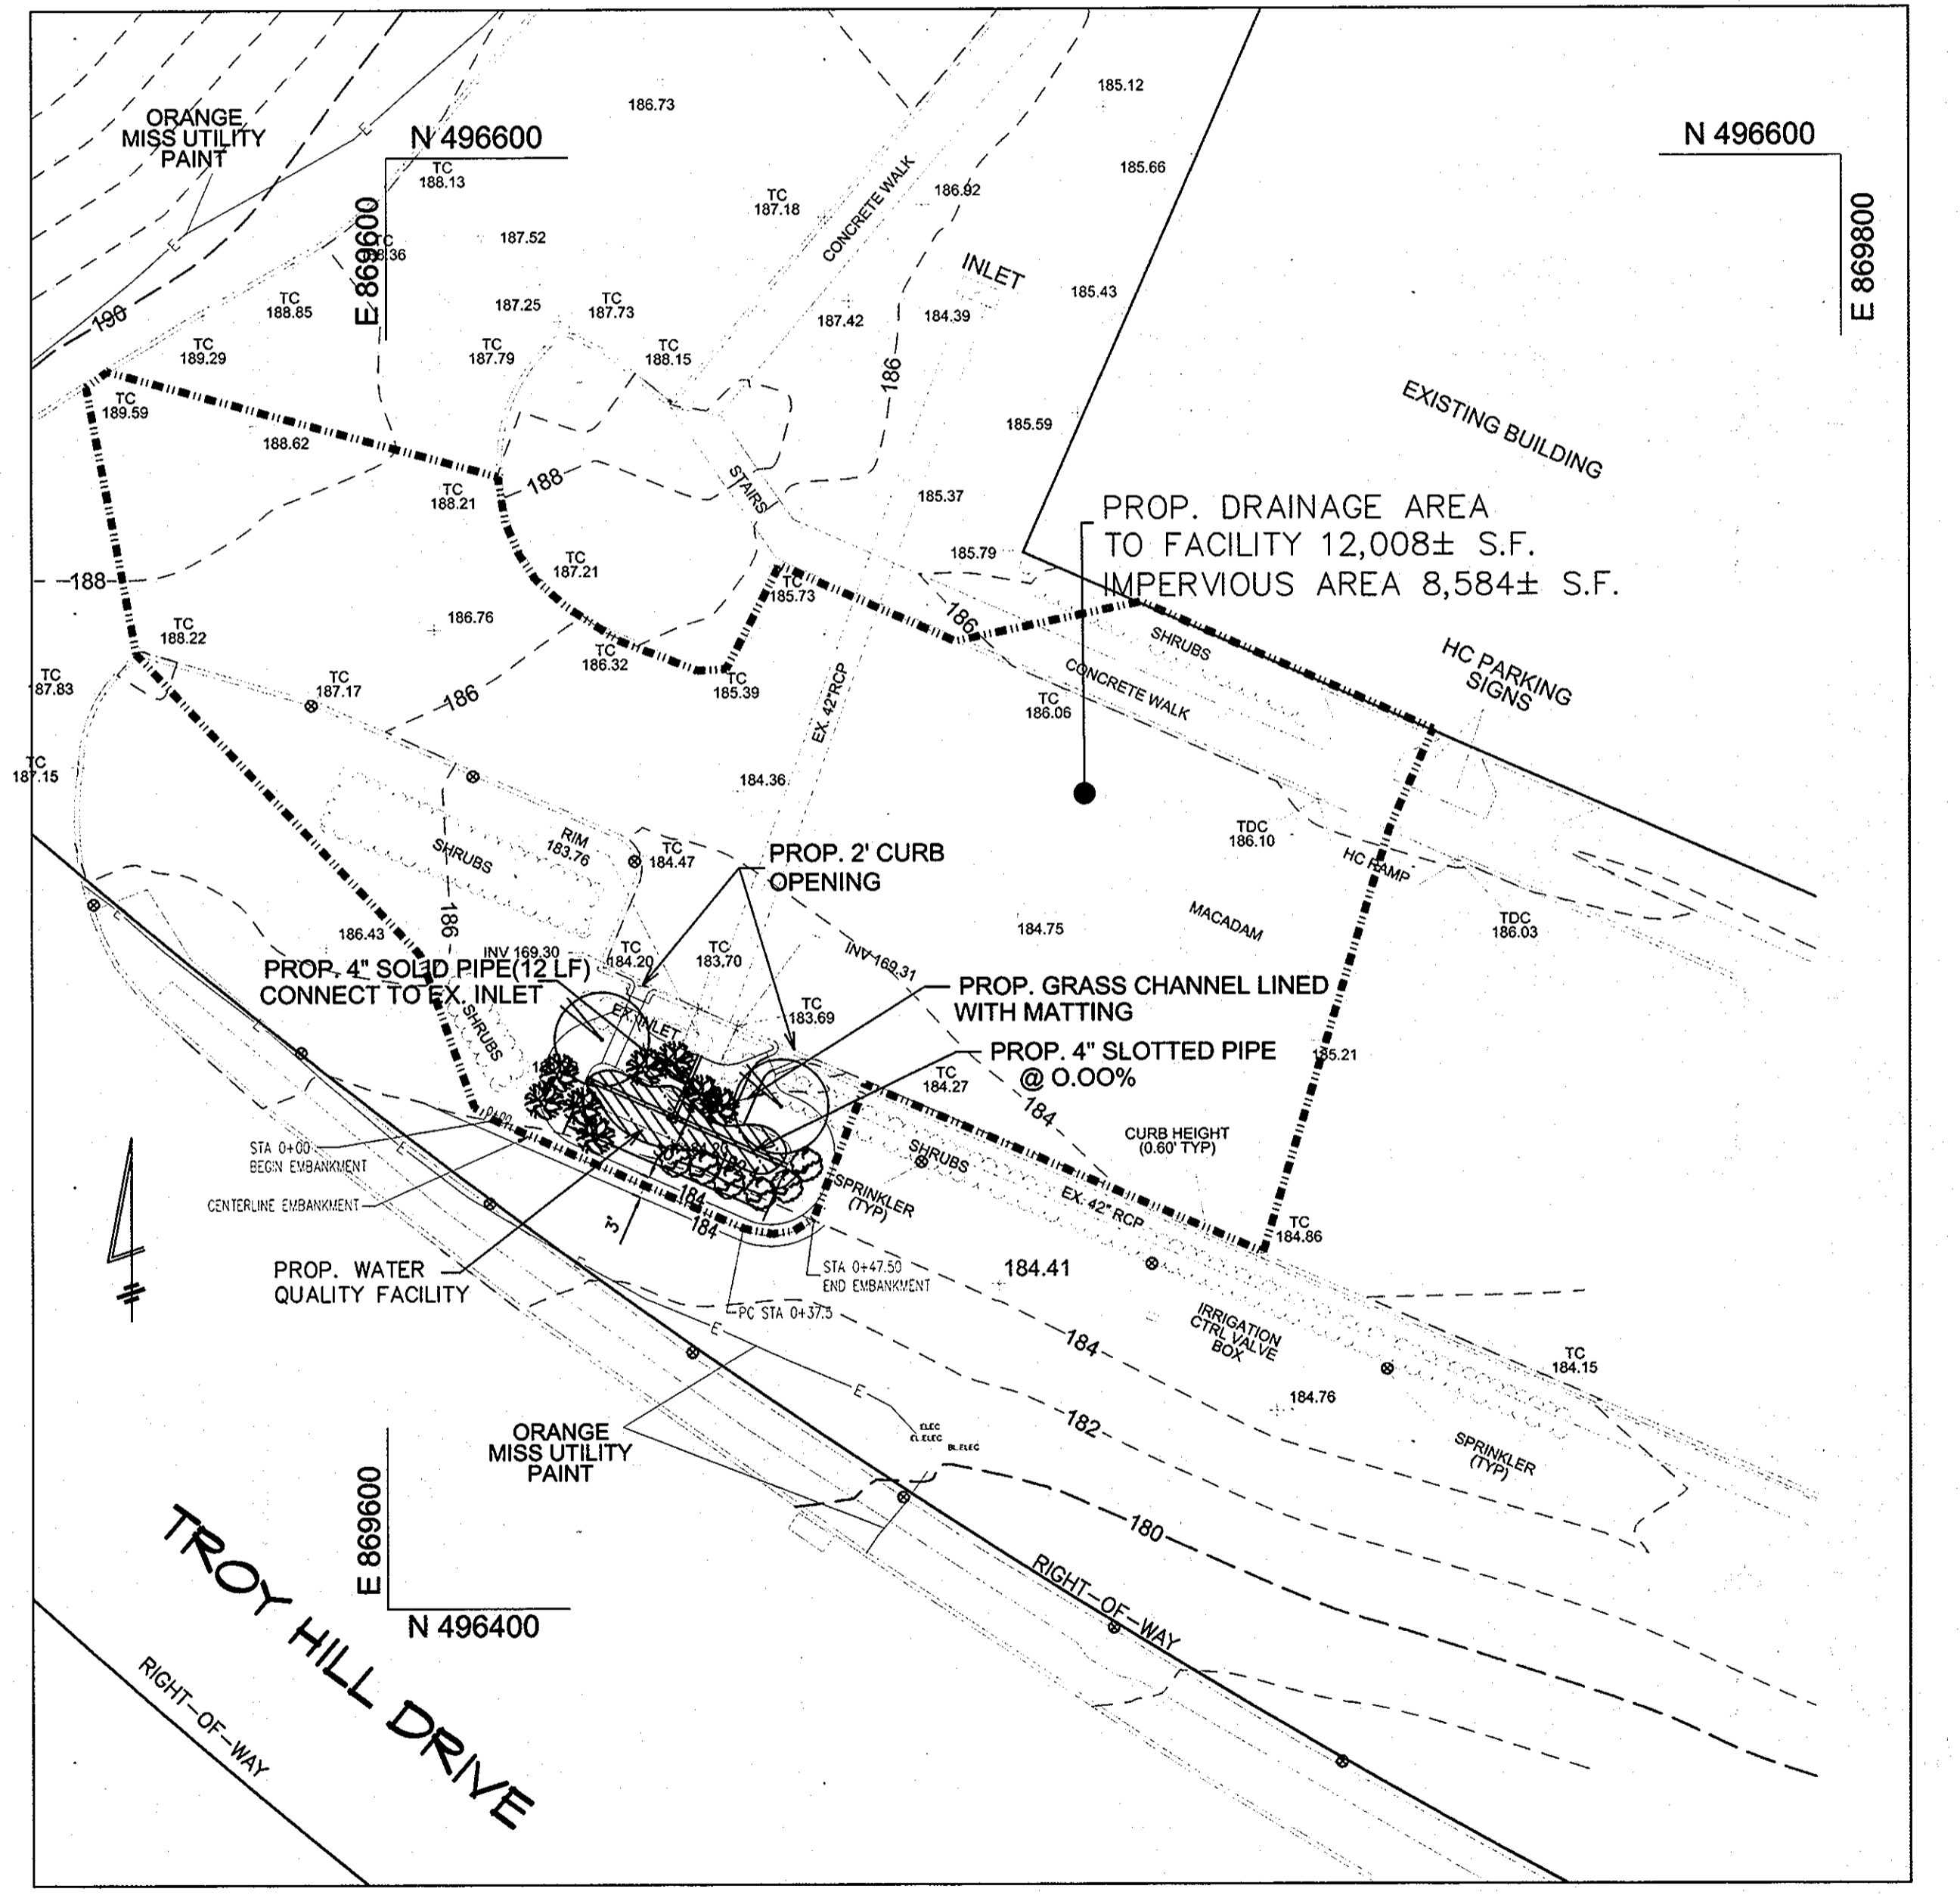 185.12
186.73
ORANGE
MISS UTILITY
PAINT
N 496600
N 496600
TC
188.13
185.66
186.92
TC
187.18
CONCRETE WALK
E 869600
E 869800
187.52
INLET
185.43
TC
188.85
187.25
TC
187.73
187.42
184.39
190
TC
189.29
TC
187.79
TC
188.15
186
TC
189.59
188.62
185.59
EXISTING BUILDING
TC
188.21
188
STAIRS
185.37
PROP. DRAINAGE AREA
TO FACILITY 12,008± S.F.
IMPERVIOUS AREA 8,584± S.F.
185.79
TC
187.21
188
TC
185.73
186.76
186
TC
188.22
TC
186.32
SHRUBS
HC PARKING
SIGNS
TC
187.83
TC
187.17
TC
185.39
EX. 42"RCP
CONCRETE WALK
TC
186.06
186
TC
187.15
184.36
TDC
186.10
HC RAMP
RIM
183.76
SHRUBS
TC
184.47
PROP. 2' CURB
OPENING
186
186.43
184.75
MACADAM
TDC
186.03
INV 169.30
TC
184.20
TC
183.70
INV 169.31
PROP. 4" SOLID PIPE(12 LF)
CONNECT TO EX. INLET
PROP. GRASS CHANNEL LINED
WITH MATTING
TC
183.69
EX. INLET
SHRUBS
PROP. 4" SLOTTED PIPE
@ 0.00%
185.21
TC
184.27
184
0+00
CURB HEIGHT
(0.60' TYP)
STA 0+00
BEGIN EMBANKMENT
SHRUBS
SPRINKLER
(TYP)
CENTERLINE EMBANKMENT
184
184
3'
EX. 42" RCP
TC
184.86
PROP. WATER
QUALITY FACILITY
STA 0+47.50
END EMBANKMENT
184.41
PC STA 0+37.5
E
E
E
E
E
E
E
E
184
IRRIGATION
CTRL VALVE
BOX
TC
184.15
184.76
182
ORANGE
MISS UTILITY
PAINT
ELEC
EL.ELEC
BL.ELEC
SPRINKLER
(TYP)
E 869600
N 496400
180
TROY HILL DRIVE
RIGHT-OF-WAY
RIGHT-OF-WAY